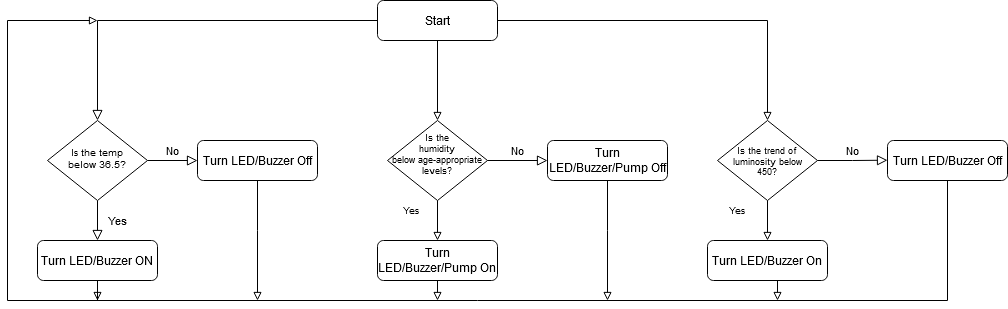 Start
Is the temp
below 36.5?
No
Turn LED/Buzzer Off
Yes
Turn LED/Buzzer ON
Is the
humidity
below age-appropriate
levels?
No
Turn
LED/Buzzer/Pump Off
Yes
Turn
LED/Buzzer/Pump On
Is the trend of
luminosity below
450?
No
Turn LED/Buzzer Off
Yes
Turn LED/Buzzer On